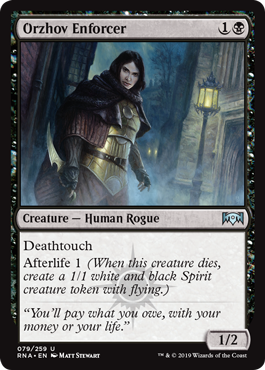 Orzhov Enforcer 1
Creature — Human Rogue
Deathtouch
Afterlife 1 (When this creature dies,
create a 1/1 white and black Spirit
creature token with flying.)
“You’ll pay what you owe, with your
money or your life.”
1/2
079/259 U
RNA • EN Matt Stewart
™ & © 2019 Wizards of the Coast